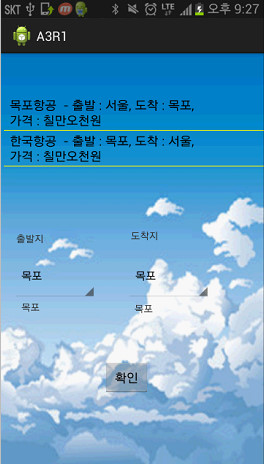 SKT LTE 오후 9:27
A3R1
목포항공 - 출발 : 서울, 도착 : 목포,
가격 : 칠만오천원
한국항공 - 출발 : 목포, 도착 : 서울,
가격 : 칠만오천원
출발지 도착지
목포 목포
목포 목포
확인